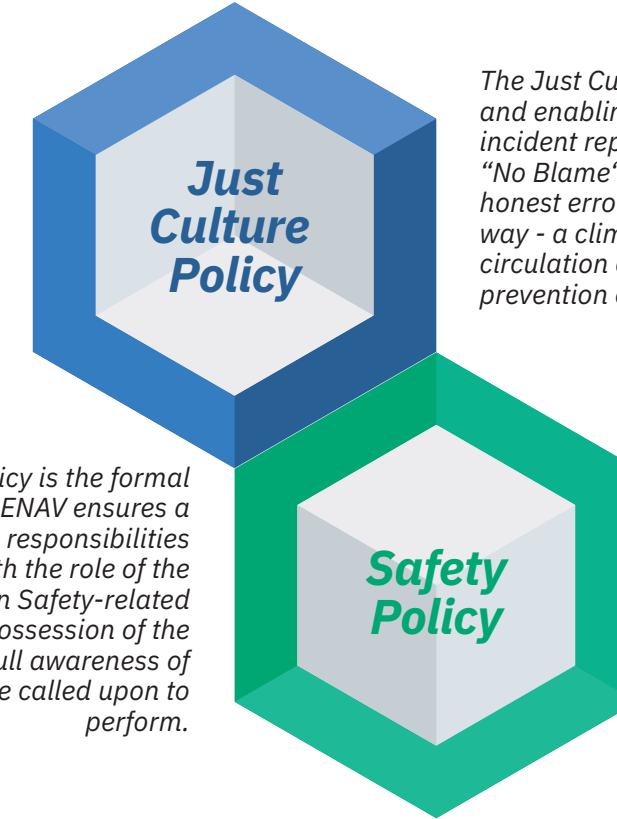 The Just Cu
and enablin
incident rep
“No Blame“
honest erro
way - a clim
circulation
prevention
Just
Culture
Policy
icy is the formal
ENAV ensures a
responsibilities
th the role of the
n Safety-related
ossession of the
ull awareness of
e called upon to
perform.
Safety
Policy